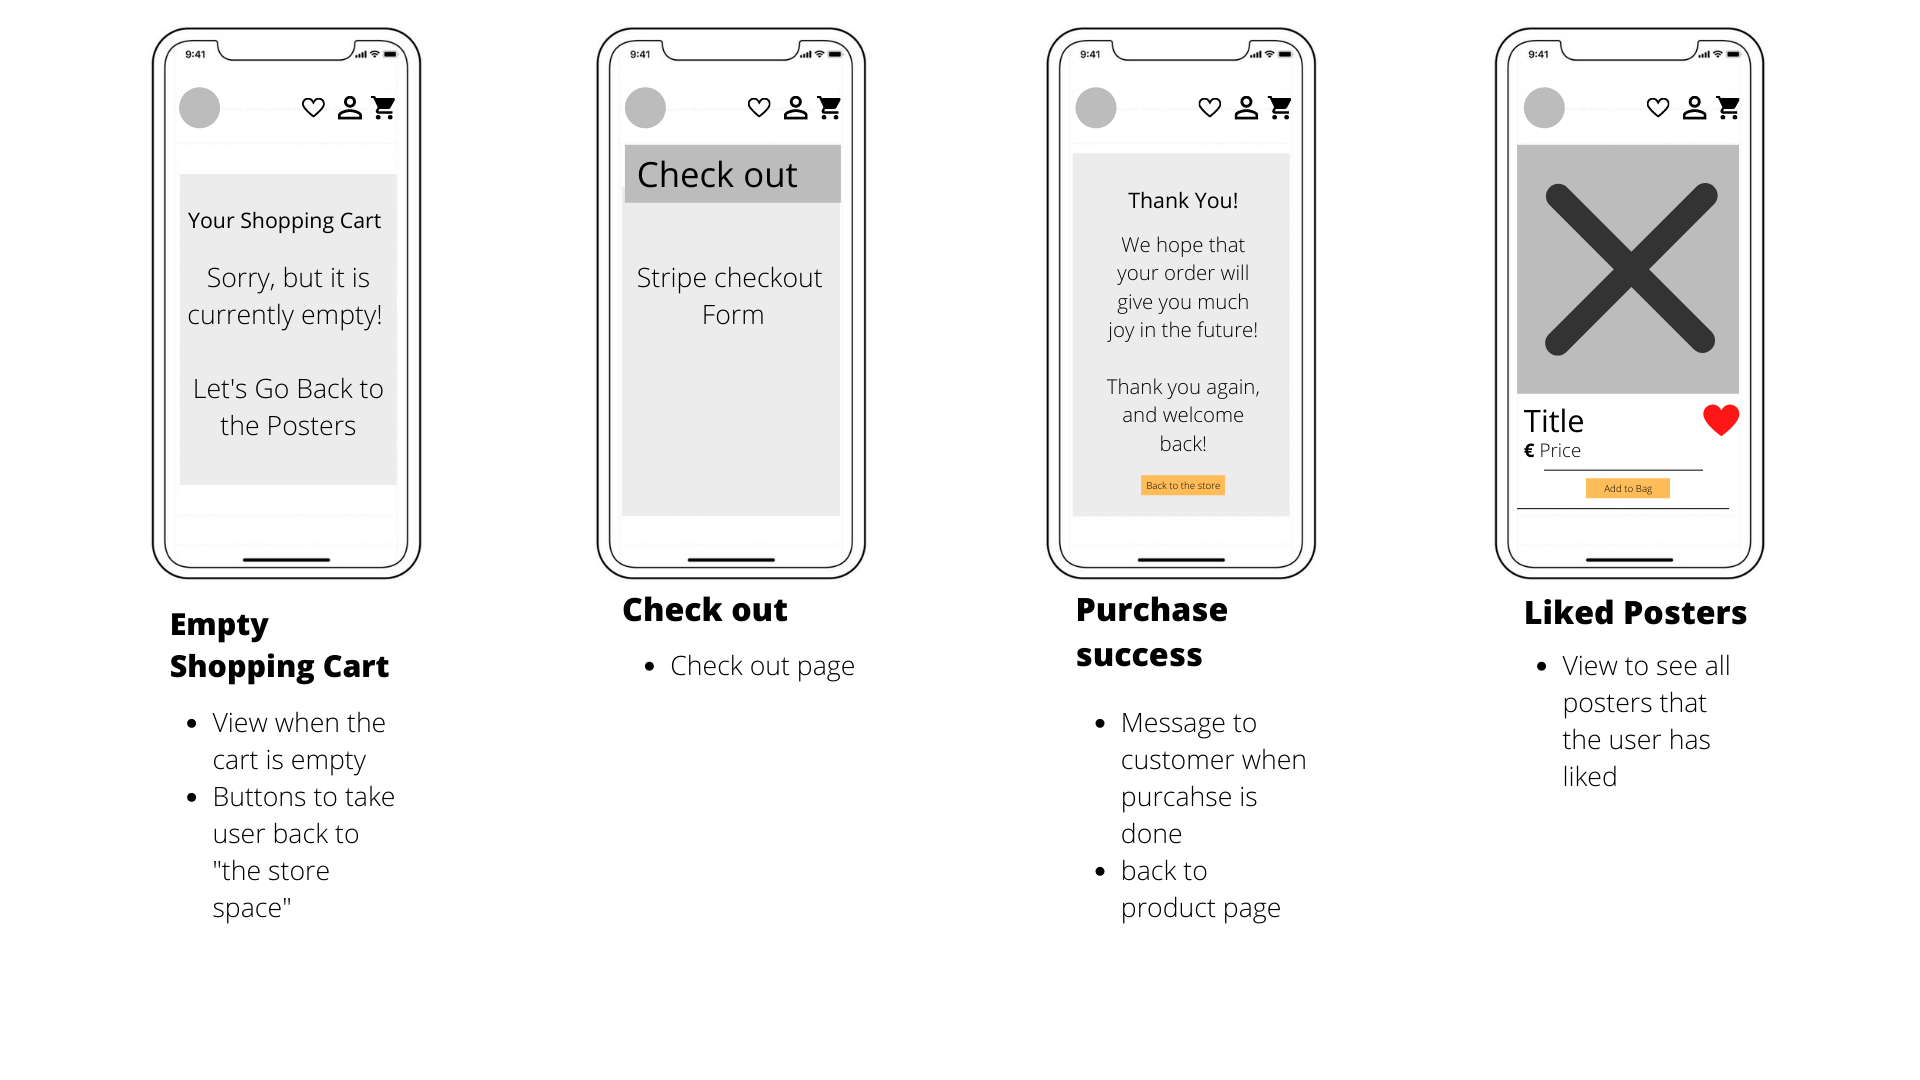 9:41
Your Shopping Cart
Sorry, but it is
currently empty!
Let's Go Back to
the Posters
Empty
Shopping Cart
View when the
cart is empty
Buttons to take
user back to
"the store
space"
9:41
Check out
Stripe checkout
Form
Check out
Check out page
9:41
Thank You!
We hope that
your order will
give you much
joy in the future!
Thank you again,
and welcome
back!
Back to the store
Purchase
success
Message to
customer when
purcahse is
done
back to
product page
9:41
Title
€ Price
Add to Bag
Liked Posters
View to see all
posters that
the user has
liked